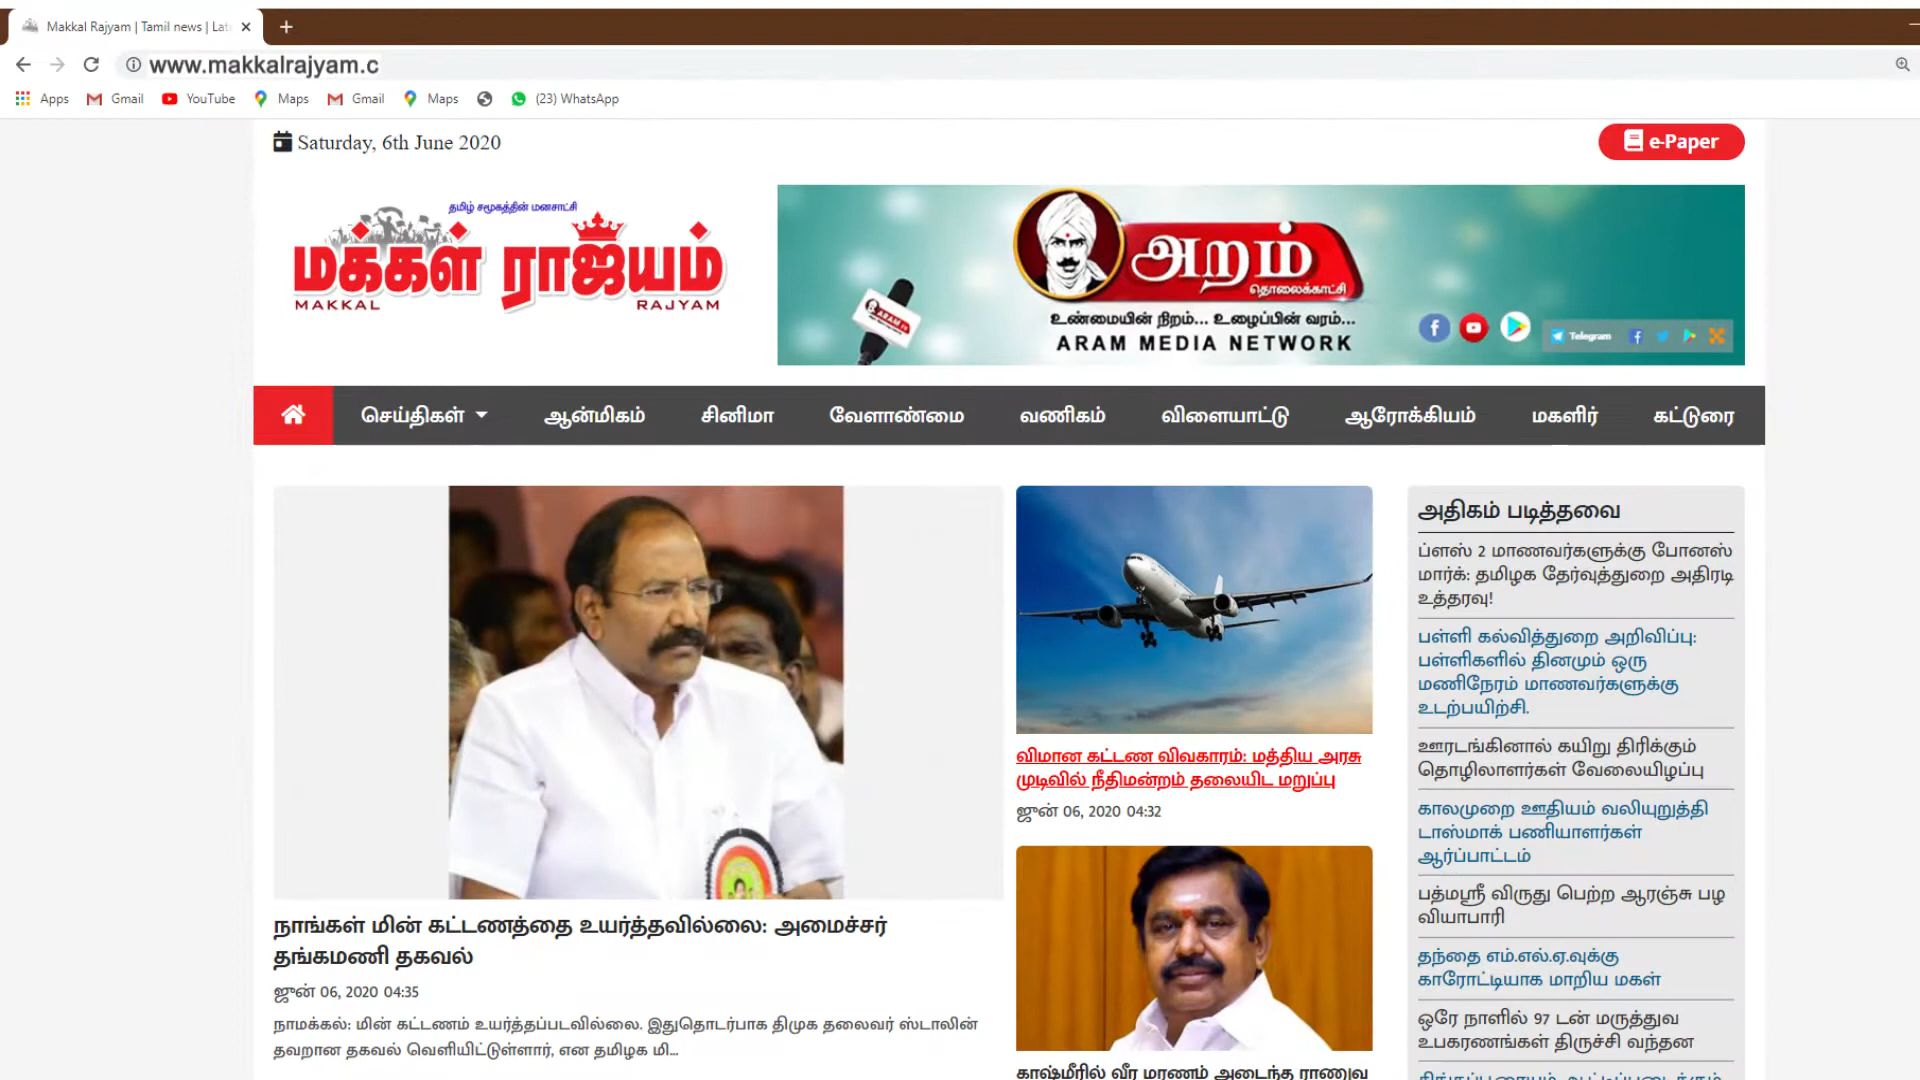 Makkal Rajyam | Tamil news | Lat
www.makkalrajyam.c
Apps Gmail YouTube Maps Gmail Maps (23) WhatsApp
Saturday, 6th June 2020
e-Paper
தமிழ் சமூகத்தின் மனசாட்சி
மக்கள் ராஜ்யம்
MAKKAL RAJYAM
அறம்
தொலைக்காட்சி
உண்மையின் நிறம்... உழைப்பின் வரம்...
ARAM MEDIA NETWORK
Telegram
செய்திகள் ஆன்மிகம் சினிமா வேளாண்மை வணிகம் விளையாட்டு ஆரோக்கியம் மகளிர் கட்டுரை
நாங்கள் மின் கட்டணத்தை உயர்த்தவில்லை: அமைச்சர்
தங்கமணி தகவல்
ஜுன் 06, 2020 04:35
நாமக்கல்: மின் கட்டணம் உயர்த்தப்படவில்லை. இதுதொடர்பாக திமுக தலைவர் ஸ்டாலின்
தவறான தகவல் வெளியிட்டுள்ளார், என தமிழக மி...
விமான கட்டண விவகாரம்: மத்திய அரசு
முடிவில் நீதிமன்றம் தலையிட மறுப்பு
ஜுன் 06, 2020 04:32
காஷ்மீரில் வீர மரணம் அடைந்த ராணுவ
அதிகம் படித்தவை
ப்ளஸ் 2 மாணவர்களுக்கு போனஸ்
மார்க்: தமிழக தேர்வுத்துறை அதிரடி
உத்தரவு!
பள்ளி கல்வித்துறை அறிவிப்பு:
பள்ளிகளில் தினமும் ஒரு
மணிநேரம் மாணவர்களுக்கு
உடற்பயிற்சி.
ஊரடங்கினால் கயிறு திரிக்கும்
தொழிலாளர்கள் வேலையிழப்பு
காலமுறை ஊதியம் வலியுறுத்தி
டாஸ்மாக் பணியாளர்கள்
ஆர்ப்பாட்டம்
பத்மஸ்ரீ விருது பெற்ற ஆரஞ்சு பழ
வியாபாரி
தந்தை எம்.எல்.ஏ.வுக்கு
காரோட்டியாக மாறிய மகள்
ஒரே நாளில் 97 டன் மருத்துவ
உபகரணங்கள் திருச்சி வந்தன